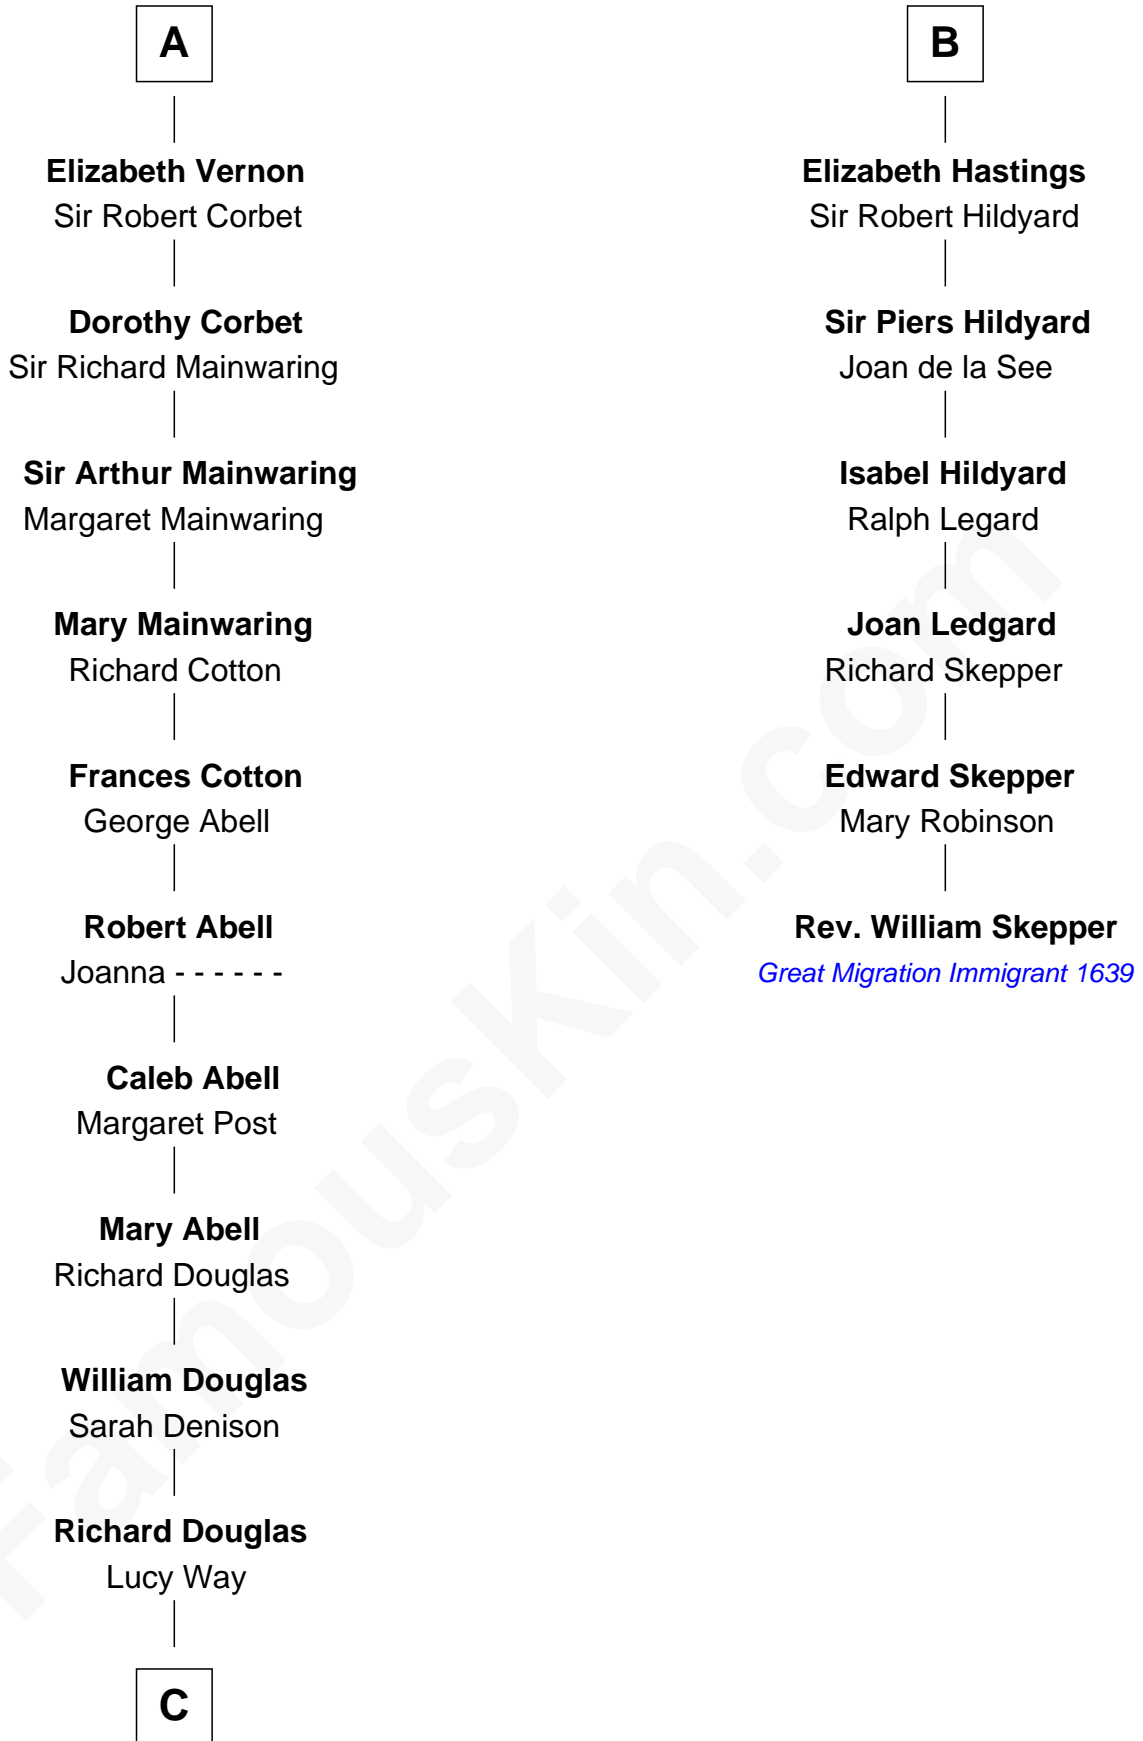 A
Elizabeth Vernon
Sir Robert Corbet
Dorothy Corbet
Sir Richard Mainwaring
Sir Arthur Mainwaring
Margaret Mainwaring
Mary Mainwaring
Richard Cotton
Frances Cotton
George Abell
Robert Abell
Joanna - - - - - -
Caleb Abell
Margaret Post
Mary Abell
Richard Douglas
William Douglas
Sarah Denison
Richard Douglas
Lucy Way
C
B
Elizabeth Hastings
Sir Robert Hildyard
Sir Piers Hildyard
Joan de la See
Isabel Hildyard
Ralph Legard
Joan Ledgard
Richard Skepper
Edward Skepper
Mary Robinson
Rev. William Skepper
Great Migration Immigrant 1639
FamousKin.com